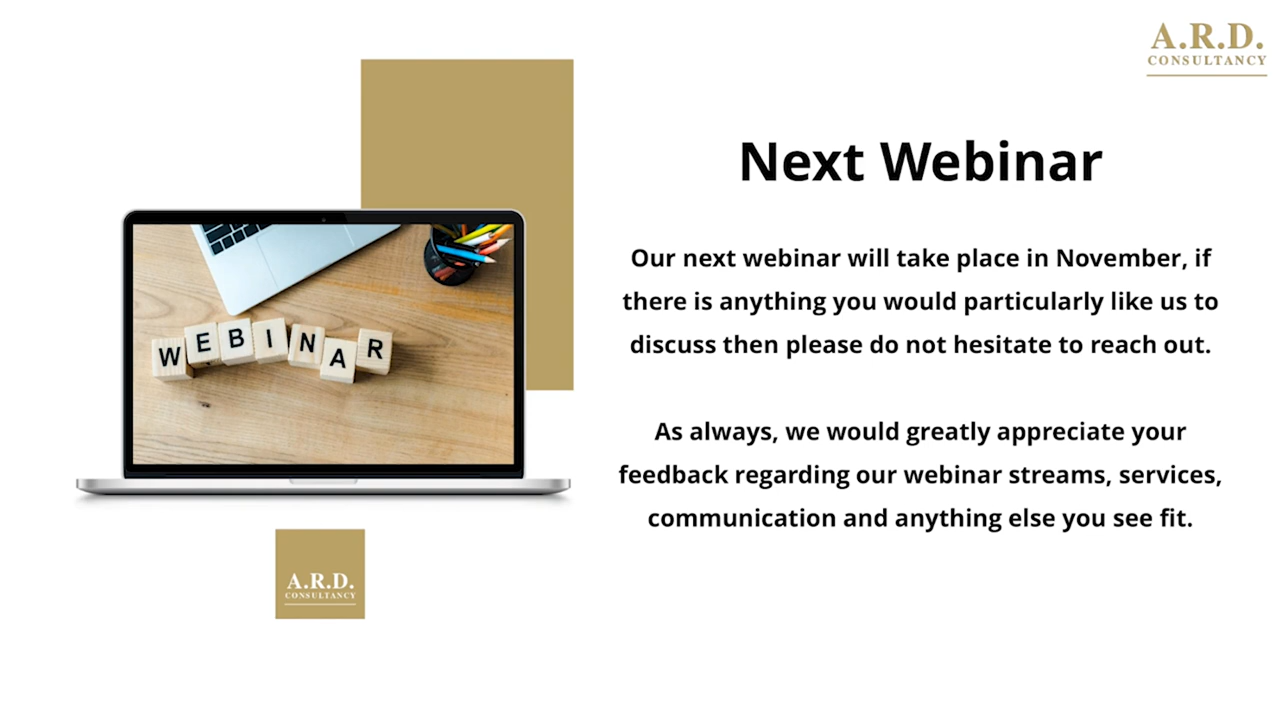 A.R.D.
CONSULTANCY
Next Webinar
Our next webinar will take place in November, if
there is anything you would particularly like us to
discuss then please do not hesitate to reach out.
As always, we would greatly appreciate your
feedback regarding our webinar streams, services,
communication and anything else you see fit.
WEBINAR
A.R.D.
CONSULTANCY